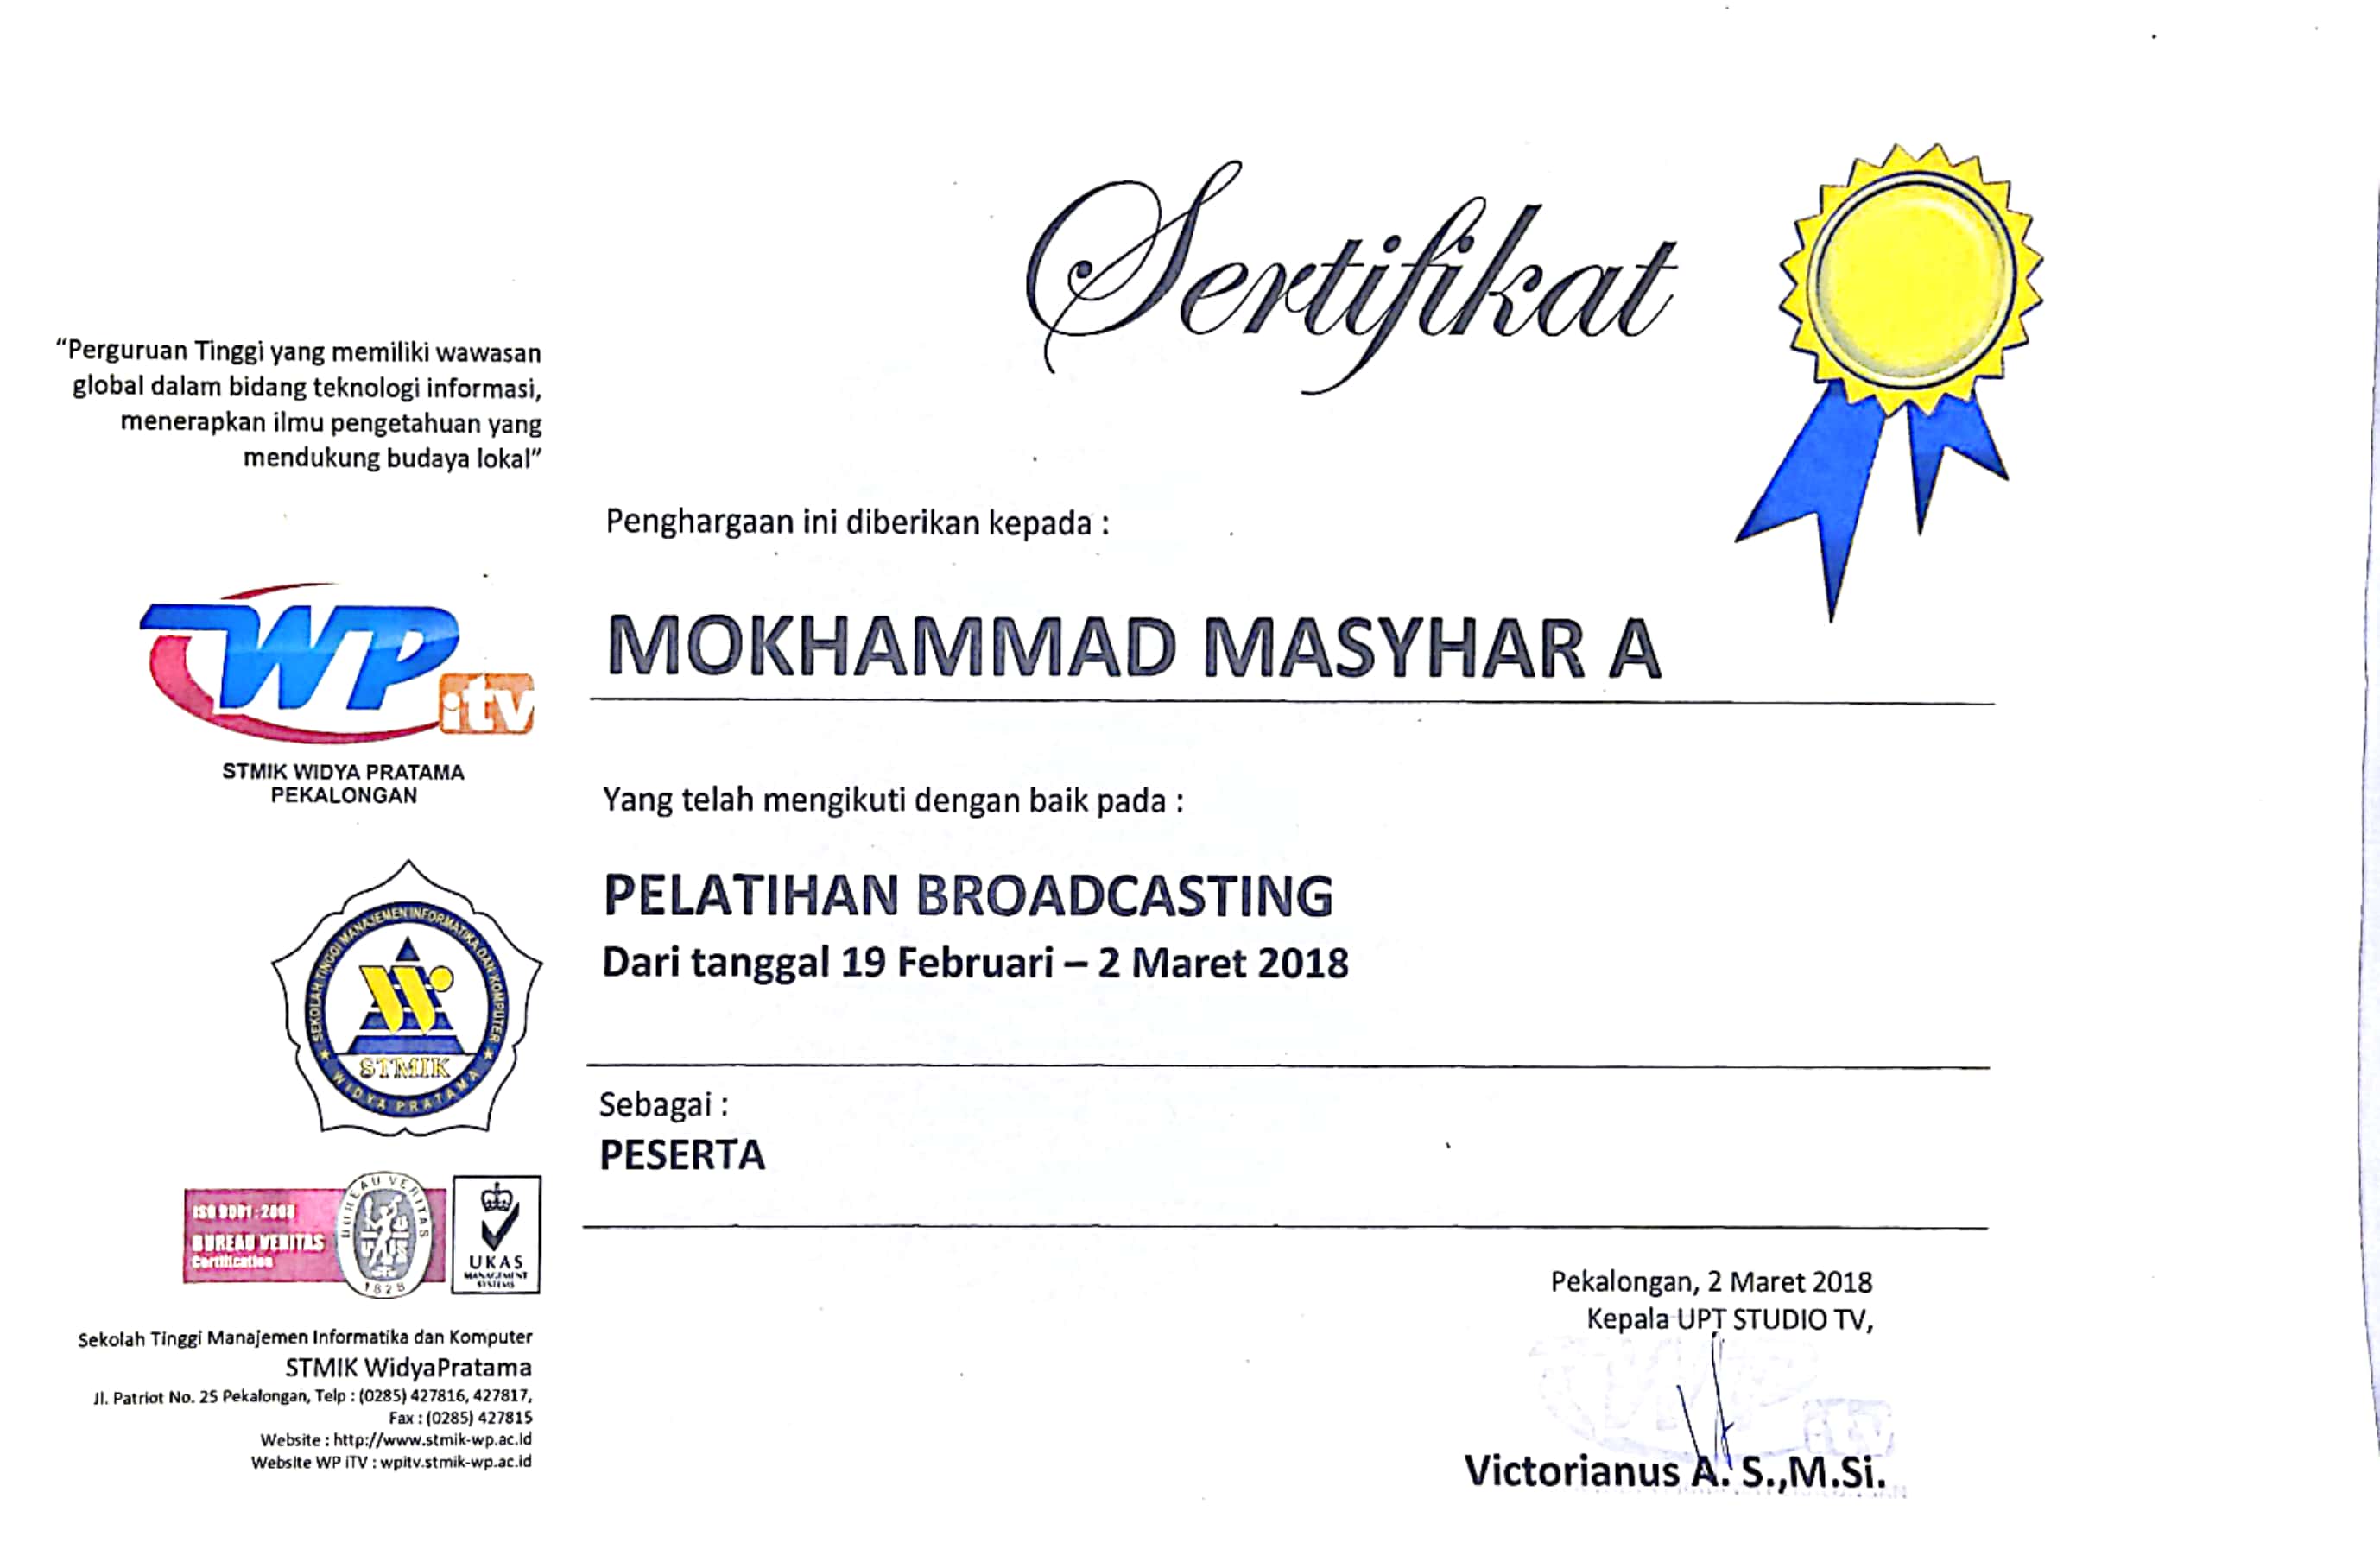 Sertifikat
“Perguruan Tinggi yang memiliki wawasan
global dalam bidang teknologi informasi,
menerapkan ilmu pengetahuan yang
mendukung budaya lokal”
WP
itv
STMIK WIDYA PRATAMA
PEKALONGAN
SEKOLAH TINGGI MANAJEMEN INFORMATIKA DAN KOMPUTER
STMIK
WIDYA PRATAMA
ISO 9001:2008
BUREAU VERITAS
Certification
BUREAU VERITAS
1828
UKAS
MANAGEMENT
SYSTEMS
Sekolah Tinggi Manajemen Informatika dan Komputer
STMIK WidyaPratama
Jl. Patriot No. 25 Pekalongan, Telp : (0285) 427816, 427817,
Fax : (0285) 427815
Website : http://www.stmik-wp.ac.id
Website WP iTV : wpitv.stmik-wp.ac.id
Penghargaan ini diberikan kepada :
MOKHAMMAD MASYHAR A
Yang telah mengikuti dengan baik pada :
PELATIHAN BROADCASTING
Dari tanggal 19 Februari – 2 Maret 2018
Sebagai :
PESERTA
Pekalongan, 2 Maret 2018
Kepala UPT STUDIO TV,
WP
itv
Victorianus A. S.,M.Si.